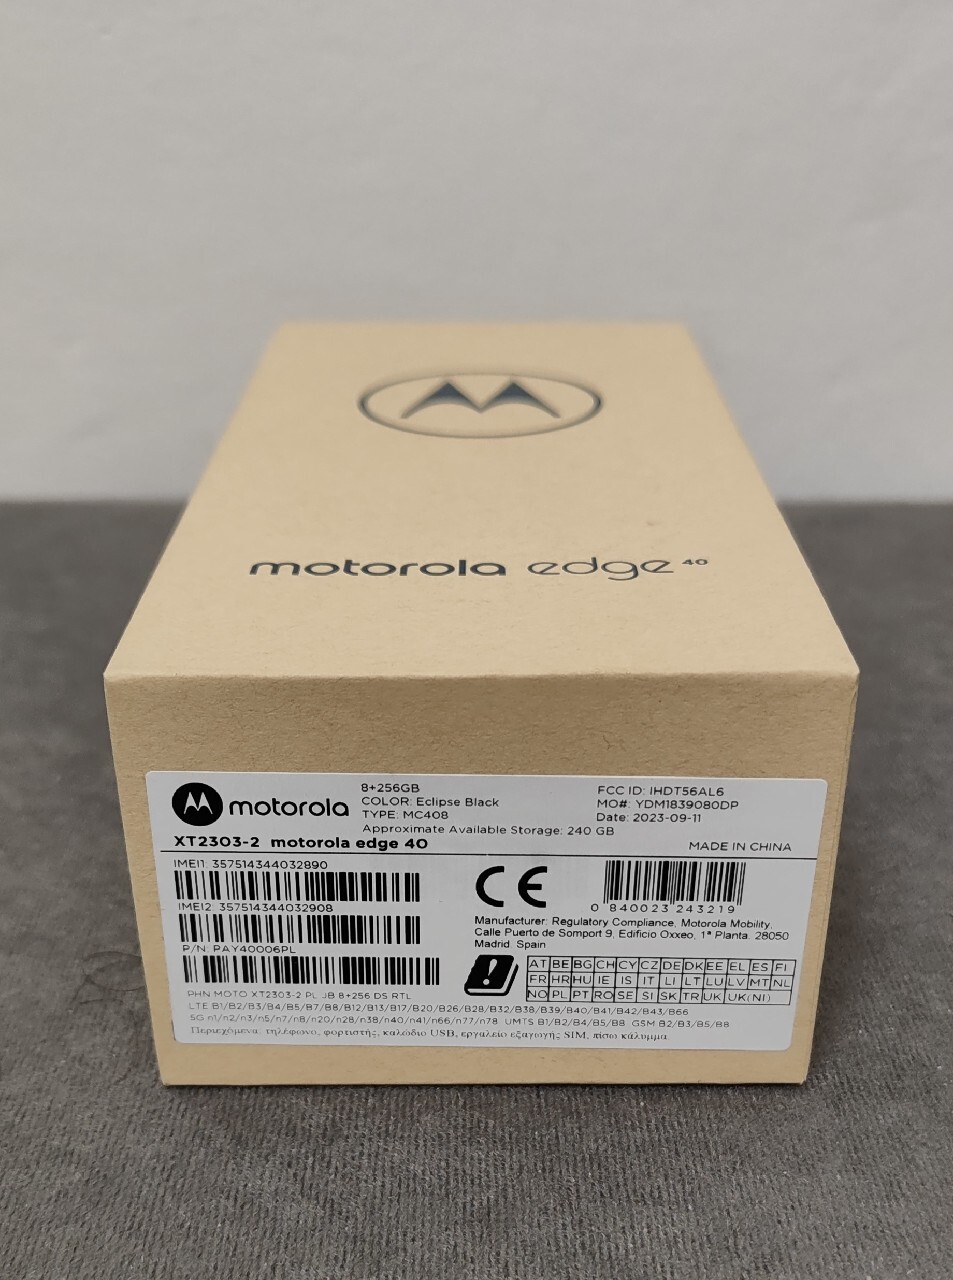 motorola edge 40
motorola
8+256GB
COLOR: Eclipse Black
TYPE: MC408
Approximate Available Storage: 240 GB
FCC ID: IHDT56AL6
MO#: YDM1839080DP
Date: 2023-09-11
XT2303-2 motorola edge 40
MADE IN CHINA
IMEI1: 357514344032890
IMEI2: 357514344032908
P/N: PAY40006PL
CE
0 840023 243219
Manufacturer: Regulatory Compliance, Motorola Mobility,
Calle Puerto de Somport 9, Edificio Oxxeo, 1ª Planta. 28050
Madrid. Spain
AT BE BG CH CY CZ DE DK EE EL ES FI
FR HR HU IE IS IT LI LT LU LV MT NL
NO PL PT RO SE SI SK TR UK UK(NI)
PHN MOTO XT2303-2 PL JB 8+256 DS RTL
LTE B1/B2/B3/B4/B5/B7/B8/B12/B13/B17/B20/B26/B28/B32/B38/B39/B40/B41/B42/B43/B66
5G n1/n2/n3/n5/n7/n8/n20/n28/n38/n40/n41/n66/n77/n78 UMTS B1/B2/B4/B5/B8 GSM B2/B3/B5/B8
Περιεχόμενα: τηλέφωνο, φορτιστής, καλώδιο USB, εργαλείο εξαγωγής SIM, πίσω κάλυμμα